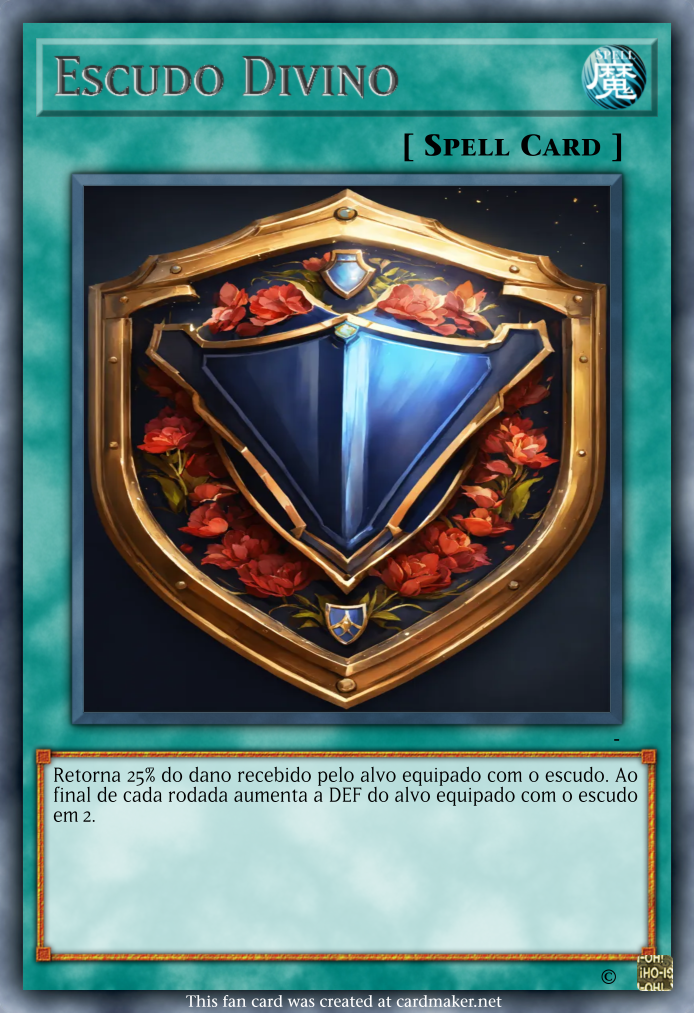 Escudo Divino
SPELL
魔
[ Spell Card ]
-
Retorna 25% do dano recebido pelo alvo equipado com o escudo. Ao
final de cada rodada aumenta a DEF do alvo equipado com o escudo
em 2.
©
This fan card was created at cardmaker.net